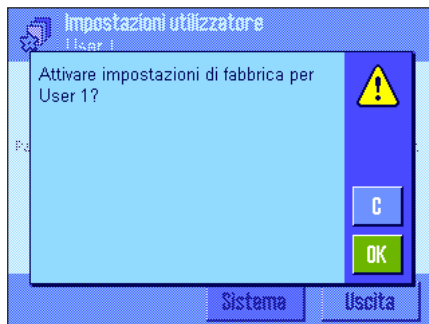 Impostazioni utilizzatore
User 1
Attivare impostazioni di fabbrica per
User 1?
C
OK
Sistema
Uscita